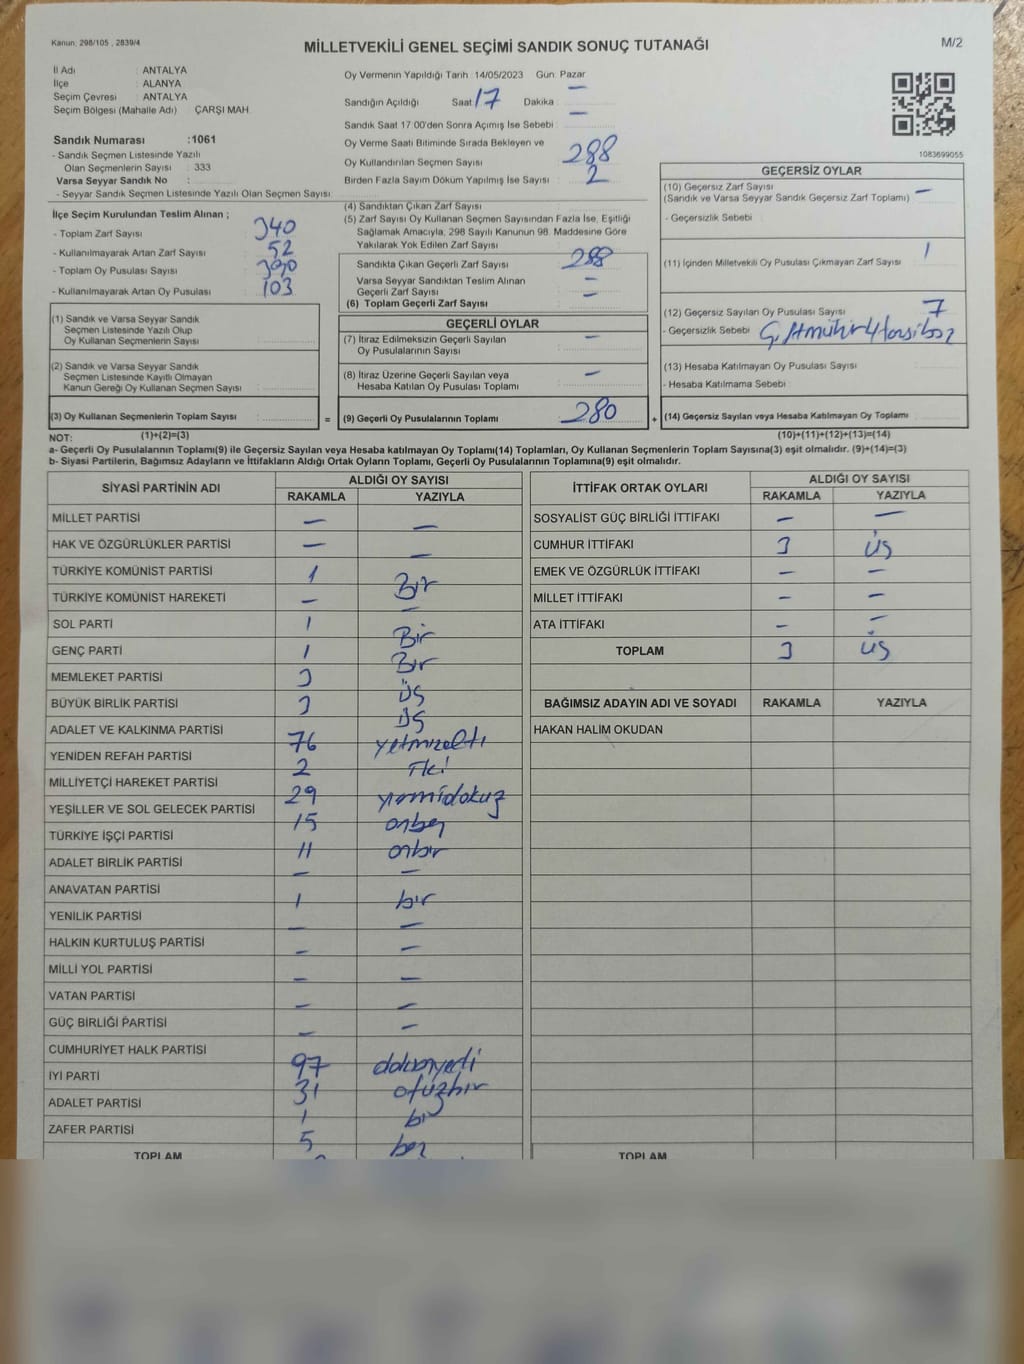 Kanun: 298/105 , 2839/4
MİLLETVEKİLİ GENEL SEÇİMİ SANDIK SONUÇ TUTANAĞI
M/2
İl Adı : ANTALYA
İlçe : ALANYA
Seçim Çevresi : ANTALYA
Seçim Bölgesi (Mahalle Adı) : ÇARŞI MAH.
Sandık Numarası :1061
- Sandık Seçmen Listesinde Yazılı
Olan Seçmenlerin Sayısı : 333
Varsa Seyyar Sandık No :
- Seyyar Sandık Seçmen Listesinde Yazılı Olan Seçmen Sayısı:
Oy Vermenin Yapıldığı Tarih :14/05/2023 Gün: Pazar
Sandığın Açıldığı Saat: 17 Dakika : —
Sandık Saat 17:00'den Sonra Açımış İse Sebebi : —
Oy Verme Saati Bitiminde Sırada Bekleyen ve
Oy Kullandırılan Seçmen Sayısı : 288
Birden Fazla Sayım Döküm Yapılmış İse Sayısı : 2
1083699055
İlçe Seçim Kurulundan Teslim Alınan ;
- Toplam Zarf Sayısı : 340
- Kullanılmayarak Artan Zarf Sayısı : 52
- Toplam Oy Pusulası Sayısı : 390
- Kullanılmayarak Artan Oy Pusulası : 103
(4) Sandıktan Çıkan Zarf Sayısı :
(5) Zarf Sayısı Oy Kullanan Seçmen Sayısından Fazla İse, Eşitliği
Sağlamak Amacıyla, 298 Sayılı Kanunun 98. Maddesine Göre
Yakılarak Yok Edilen Zarf Sayısı :
Sandıkta Çıkan Geçerli Zarf Sayısı : 288
Varsa Seyyar Sandıktan Teslim Alınan
Geçerli Zarf Sayısı : —
(6) Toplam Geçerli Zarf Sayısı : —
GEÇERSİZ OYLAR
(10) Geçersiz Zarf Sayısı : —
(Sandık ve Varsa Seyyar Sandık Geçersiz Zarf Toplamı)
- Geçersizlik Sebebi :
(11) İçinden Milletvekili Oy Pusulası Çıkmayan Zarf Sayısı : 1
(12) Geçersiz Sayılan Oy Pusulası Sayısı : 7
- Geçersizlik Sebebi :
(13) Hesaba Katılmayan Oy Pusulası Sayısı :
- Hesaba Katılmama Sebebi :
(14) Geçersiz Sayılan veya Hesaba Katılmayan Oy Toplamı:
(1) Sandık ve Varsa Seyyar Sandık
Seçmen Listesinde Yazılı Olup
Oy Kullanan Seçmenlerin Sayısı :
(2) Sandık ve Varsa Seyyar Sandık
Seçmen Listesinde Kayıtlı Olmayan
Kanun Gereği Oy Kullanan Seçmen Sayısı :
(3) Oy Kullanan Seçmenlerin Toplam Sayısı : =
GEÇERLİ OYLAR
(7) İtiraz Edilmeksizin Geçerli Sayılan
Oy Pusulalarının Sayısı : —
(8) İtiraz Üzerine Geçerli Sayılan veya
Hesaba Katılan Oy Pusulası Toplamı : —
(9) Geçerli Oy Pusulalarının Toplamı : 280 +
NOT: (1)+(2)=(3)
(10)+(11)+(12)+(13)=(14)
a- Geçerli Oy Pusulalarının Toplamı(9) ile Geçersiz Sayılan veya Hesaba katılmayan Oy Toplamı(14) Toplamları, Oy Kullanan Seçmenlerin Toplam Sayısına(3) eşit olmalıdır. (9)+(14)=(3)
b- Siyasi Partilerin, Bağımsız Adayların ve İttifakların Aldığı Ortak Oyların Toplamı, Geçerli Oy Pusulalarının Toplamına(9) eşit olmalıdır.
SİYASİ PARTİNİN ADI ALDIĞI OY SAYISI
RAKAMLA YAZIYLA
MİLLET PARTİSİ — —
HAK VE ÖZGÜRLÜKLER PARTİSİ — —
TÜRKİYE KOMÜNİST PARTİSİ 1 Bir
TÜRKİYE KOMÜNİST HAREKETİ — —
SOL PARTİ 1 Bir
GENÇ PARTİ 1 Bir
MEMLEKET PARTİSİ 3 üş
BÜYÜK BİRLİK PARTİSİ 3 üş
ADALET VE KALKINMA PARTİSİ 76 yetmizaltı
YENİDEN REFAH PARTİSİ 2 İki
MİLLİYETÇİ HAREKET PARTİSİ 29 yirmidokuz
YEŞİLLER VE SOL GELECEK PARTİSİ 15 onbeş
TÜRKİYE İŞÇİ PARTİSİ 11 onbir
ADALET BİRLİK PARTİSİ — —
ANAVATAN PARTİSİ 1 bir
YENİLİK PARTİSİ — —
HALKIN KURTULUŞ PARTİSİ — —
MİLLİ YOL PARTİSİ — —
VATAN PARTİSİ — —
GÜÇ BİRLİĞİ PARTİSİ — —
CUMHURİYET HALK PARTİSİ 97 doksanyedi
İYİ PARTİ 31 otuzbir
ADALET PARTİSİ 1 bir
ZAFER PARTİSİ 5 beş
TOPLAM
İTTİFAK ORTAK OYLARI ALDIĞI OY SAYISI
RAKAMLA YAZIYLA
SOSYALİST GÜÇ BİRLİĞİ İTTİFAKI — —
CUMHUR İTTİFAKI 3 üş
EMEK VE ÖZGÜRLÜK İTTİFAKI — —
MİLLET İTTİFAKI — —
ATA İTTİFAKI — —
TOPLAM 3 üş
BAĞIMSIZ ADAYIN ADI VE SOYADI RAKAMLA YAZIYLA
HAKAN HALİM OKUDAN
TOPLAM